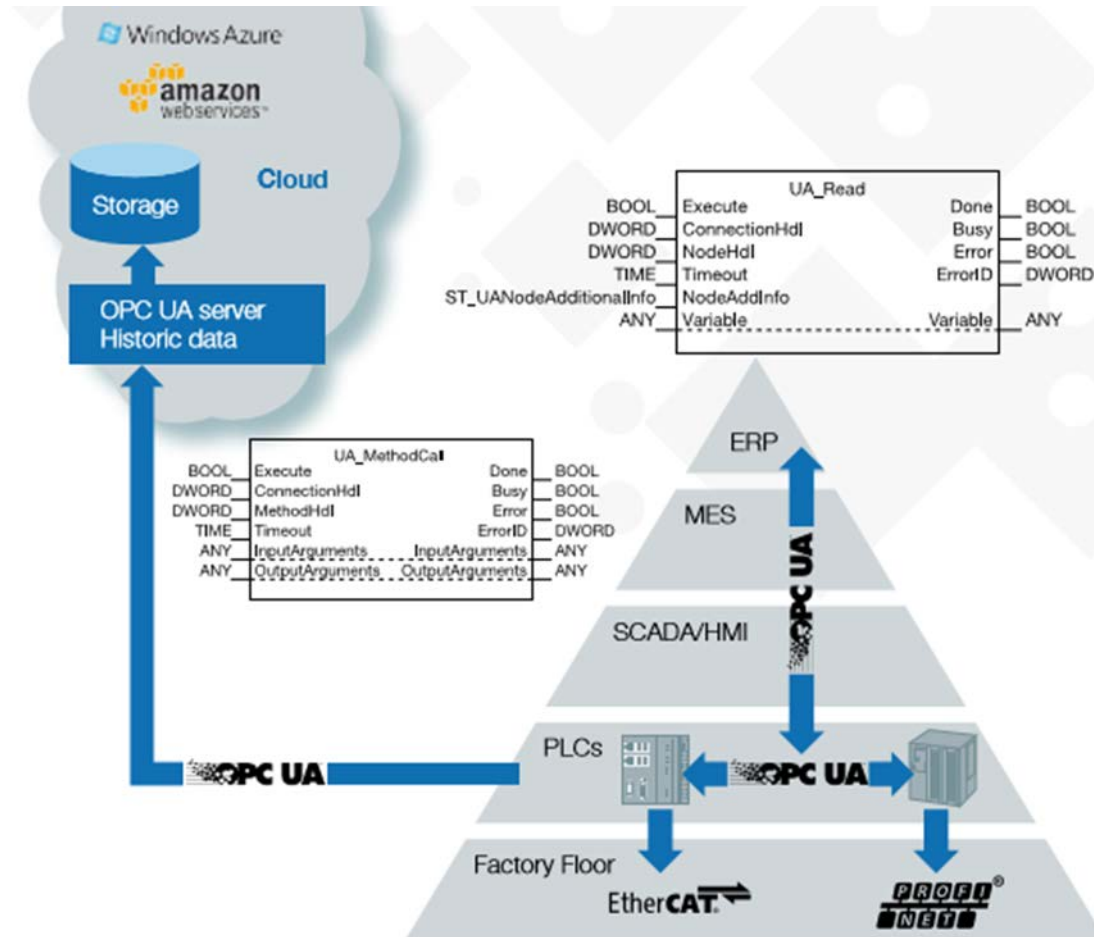 Windows Azure
amazon
webservices™
Cloud
Storage
OPC UA server
Historic data
UA_Read
BOOL Execute Done BOOL
DWORD ConnectionHdl Busy BOOL
DWORD NodeHdl Error BOOL
TIME Timeout ErrorID DWORD
ST_UANodeAdditionalInfo NodeAddInfo
ANY Variable Variable ANY
UA_MethodCall
BOOL Execute Done BOOL
DWORD ConnectionHdl Busy BOOL
DWORD MethodHdl Error BOOL
TIME Timeout ErrorID DWORD
ANY InputArguments InputArguments ANY
ANY OutputArguments OutputArguments ANY
ERP
MES
OPC UA
SCADA/HMI
PLCs
OPC UA
OPC UA
Factory Floor
EtherCAT®
PROFI®
NET